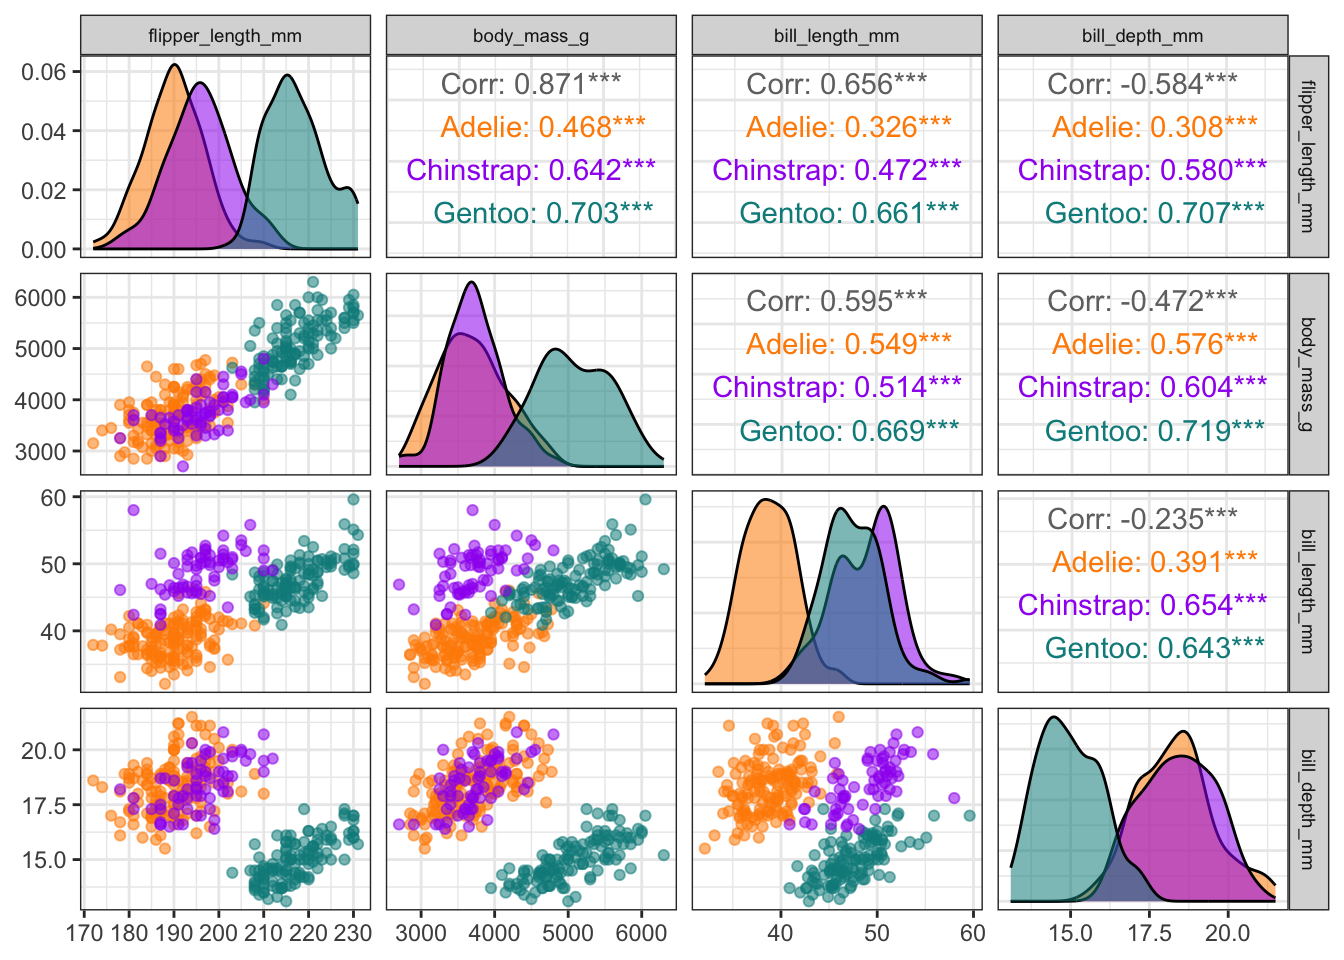 flipper_length_mm
body_mass_g
bill_length_mm
bill_depth_mm
0.06
0.04
0.02
0.00
Corr: 0.871***
Adelie: 0.468***
Chinstrap: 0.642***
Gentoo: 0.703***
Corr: 0.656***
Adelie: 0.326***
Chinstrap: 0.472***
Gentoo: 0.661***
Corr: -0.584***
Adelie: 0.308***
Chinstrap: 0.580***
Gentoo: 0.707***
flipper_length_mm
6000
5000
4000
3000
Corr: 0.595***
Adelie: 0.549***
Chinstrap: 0.514***
Gentoo: 0.669***
Corr: -0.472***
Adelie: 0.576***
Chinstrap: 0.604***
Gentoo: 0.719***
body_mass_g
60
50
40
Corr: -0.235***
Adelie: 0.391***
Chinstrap: 0.654***
Gentoo: 0.643***
bill_length_mm
20.0
17.5
15.0
bill_depth_mm
170 180 190 200 210 220 230
3000 4000 5000 6000
40 50 60
15.0 17.5 20.0